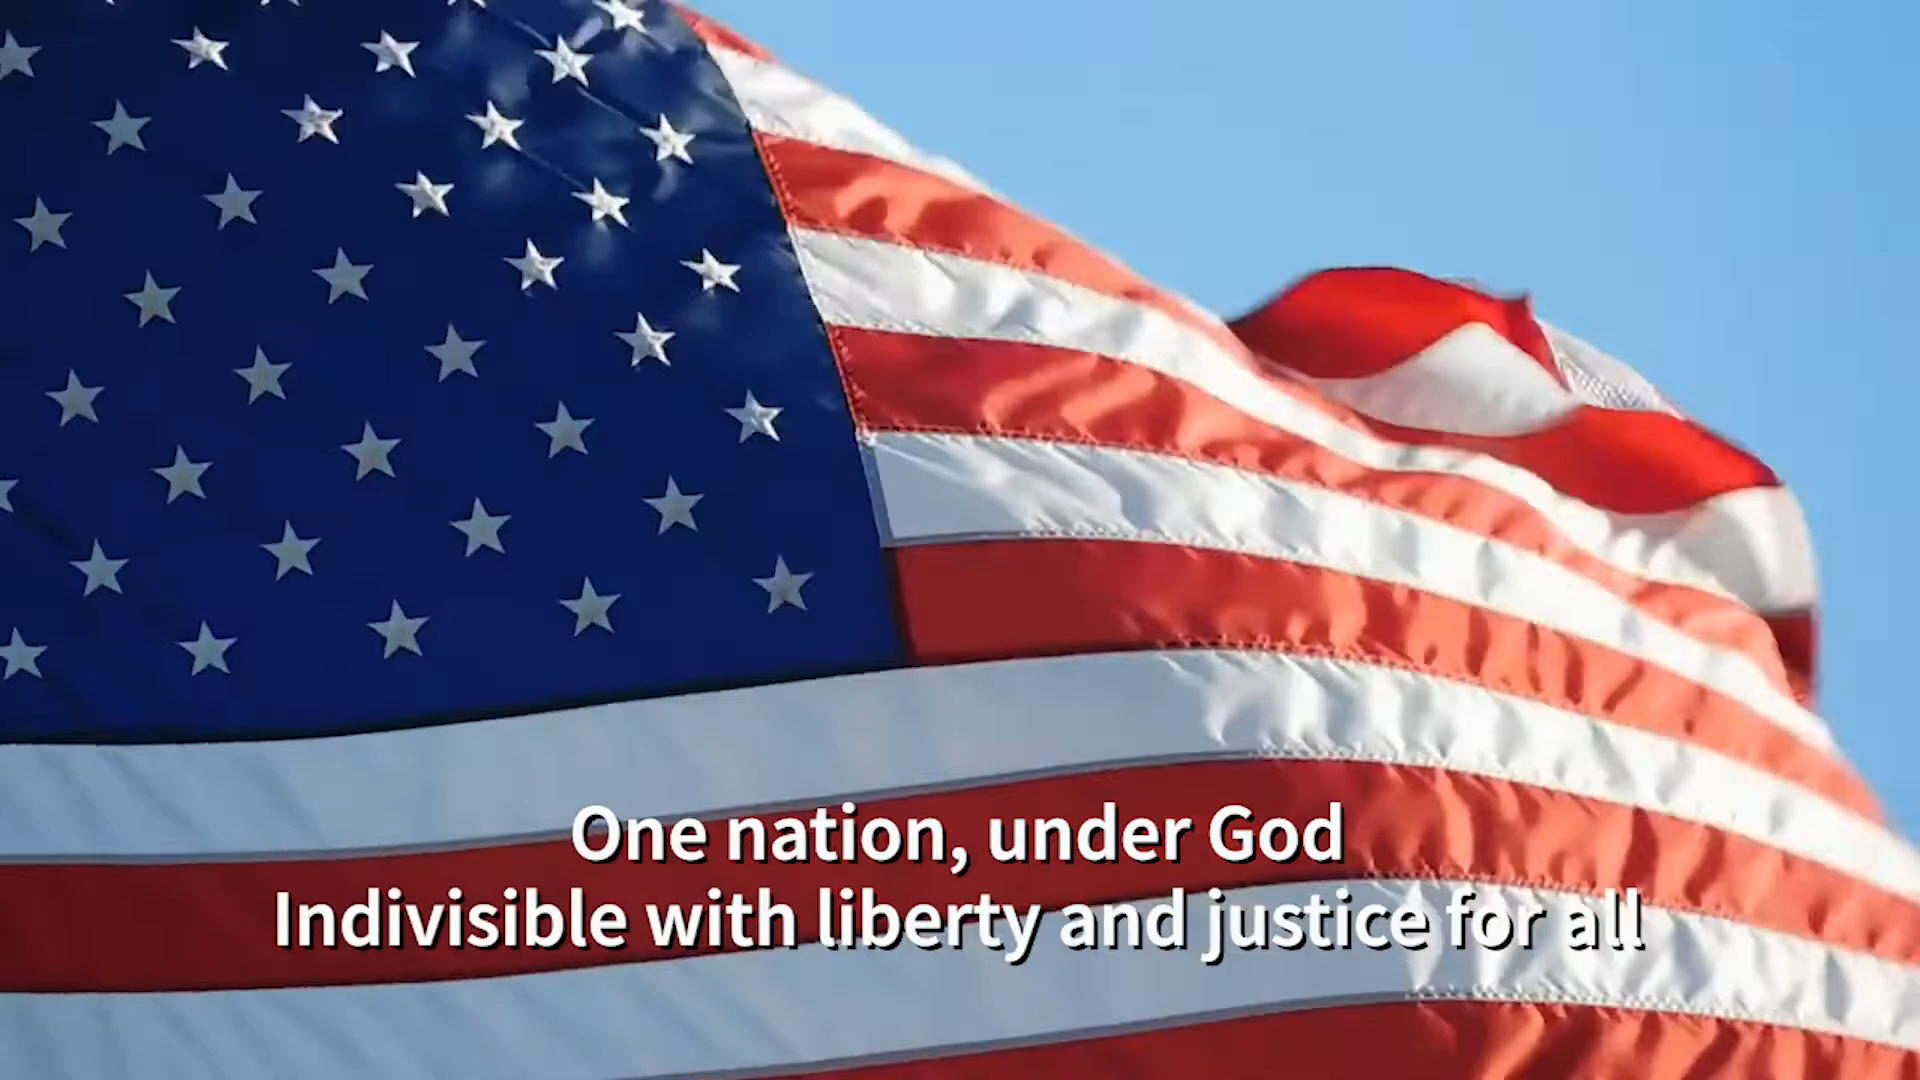 One nation, under God
Indivisible with liberty and justice for all